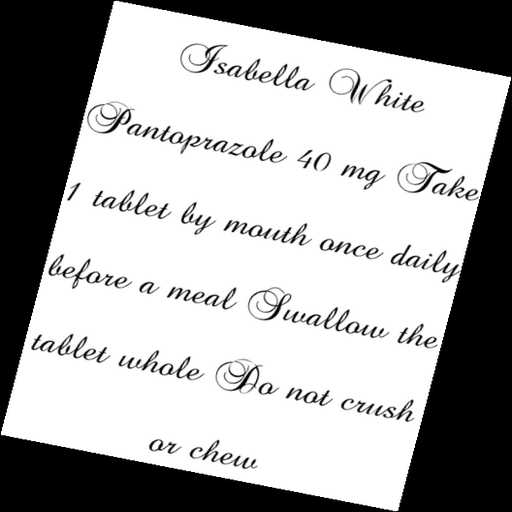 Isabella White
Pantoprazole 40 mg Take
1 tablet by mouth once daily
before a meal Swallow the
tablet whole Do not crush
or chew